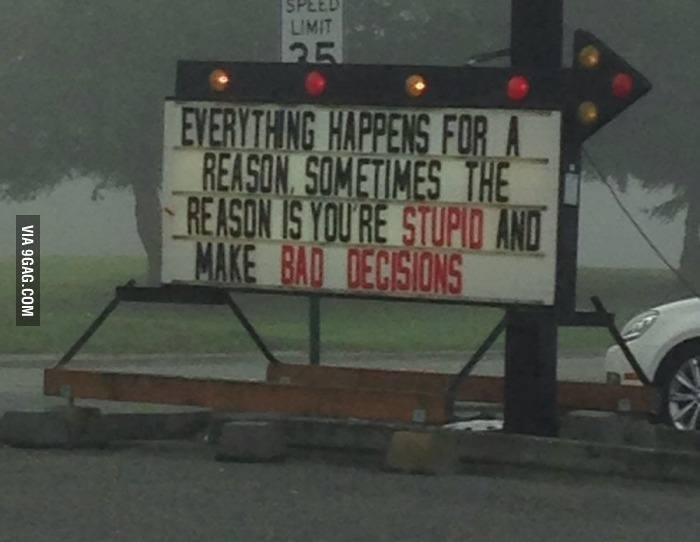 SPEED
LIMIT
35
EVERYTHING HAPPENS FOR A
REASON. SOMETIMES THE
REASON IS YOU'RE STUPID AND
MAKE BAD DECISIONS
VIA 9GAG.COM